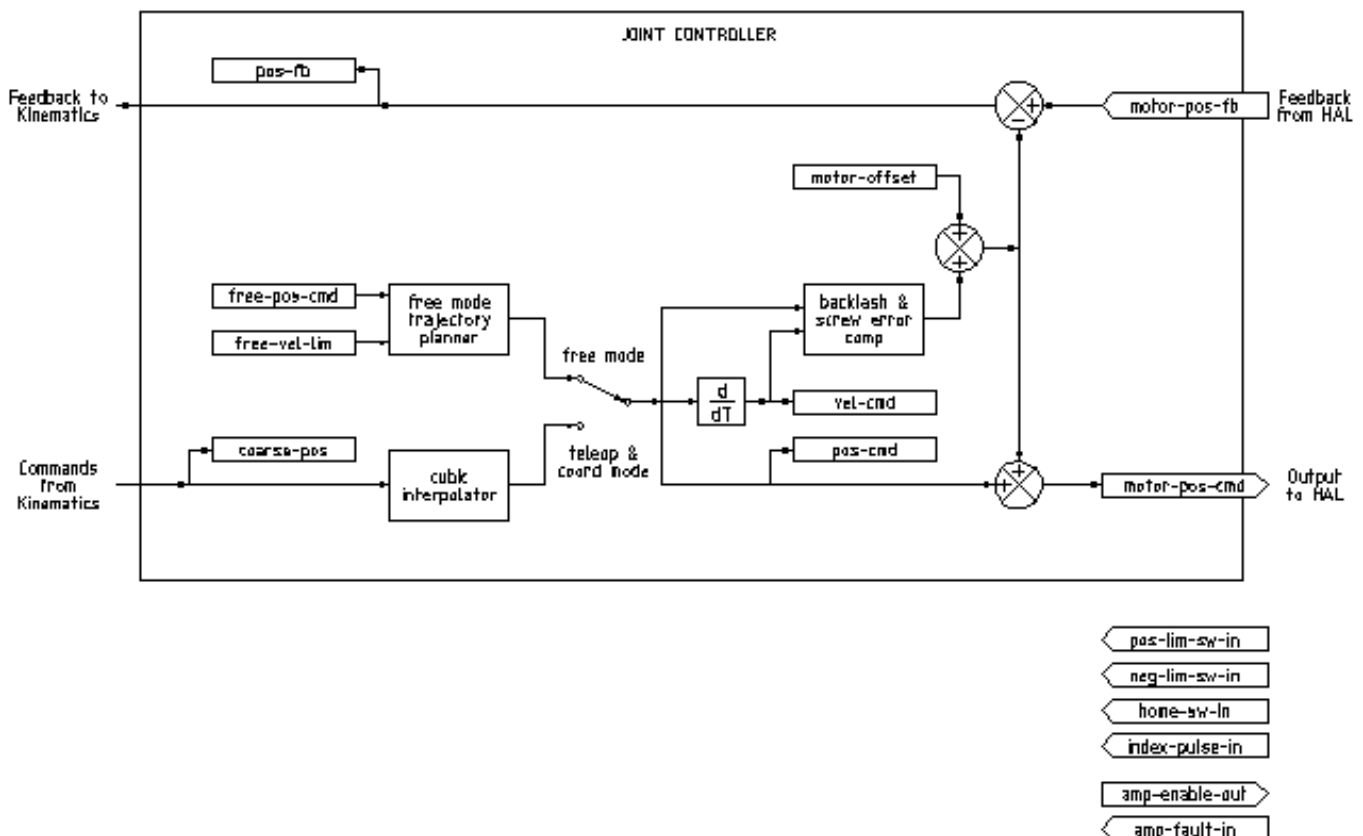 JOINT CONTROLLER
pos-fb
Feedback to
Kinematics
motor-pos-fb
Feedback
from HAL
+
−
motor-offset
+
+
free-pos-cmd
free-vel-lim
free mode
trajectory
planner
backlash &
screw error
comp
free mode
d
dT
vel-cmd
coarse-pos
teleop &
coord mode
pos-cmd
Commands
from
Kinematics
cubic
interpolator
+
+
motor-pos-cmd
Output
to HAL
pos-lim-sw-in
neg-lim-sw-in
home-sw-in
index-pulse-in
amp-enable-out
amp-fault-in